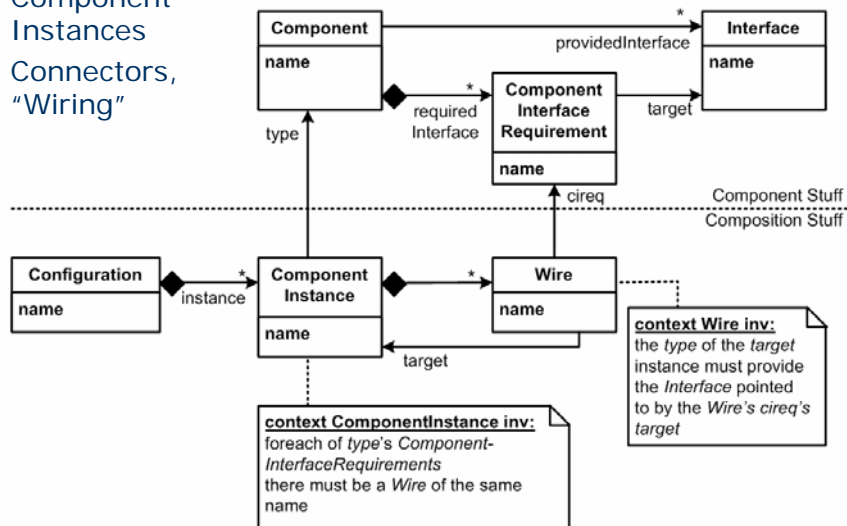 Component
Instances
Connectors,
"Wiring"
Component
name
*
providedInterface
Interface
name
*
required
Interface
Component
Interface
Requirement
name
target
type
cireq
Component Stuff
Composition Stuff
Configuration
name
*
instance
Component
Instance
name
*
Wire
name
target
context Wire inv:
the type of the target
instance must provide
the Interface pointed
to by the Wire's cireq's
target
context ComponentInstance inv:
foreach of type's Component-
InterfaceRequirements
there must be a Wire of the same
name